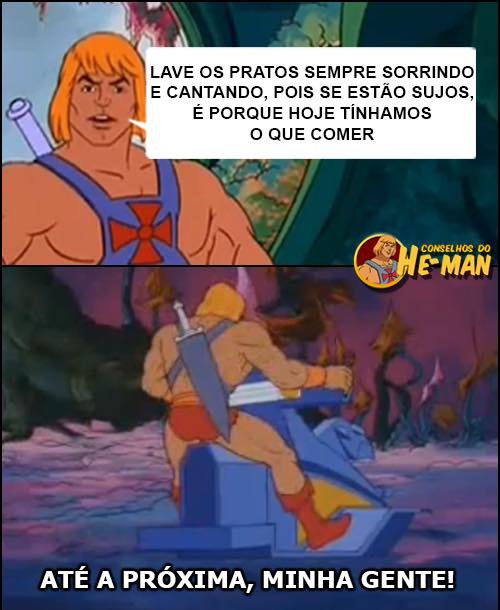 LAVE OS PRATOS SEMPRE SORRINDO
E CANTANDO, POIS SE ESTÃO SUJOS,
É PORQUE HOJE TÍNHAMOS
O QUE COMER
CONSELHOS DO
HE-MAN
ATÉ A PRÓXIMA, MINHA GENTE!